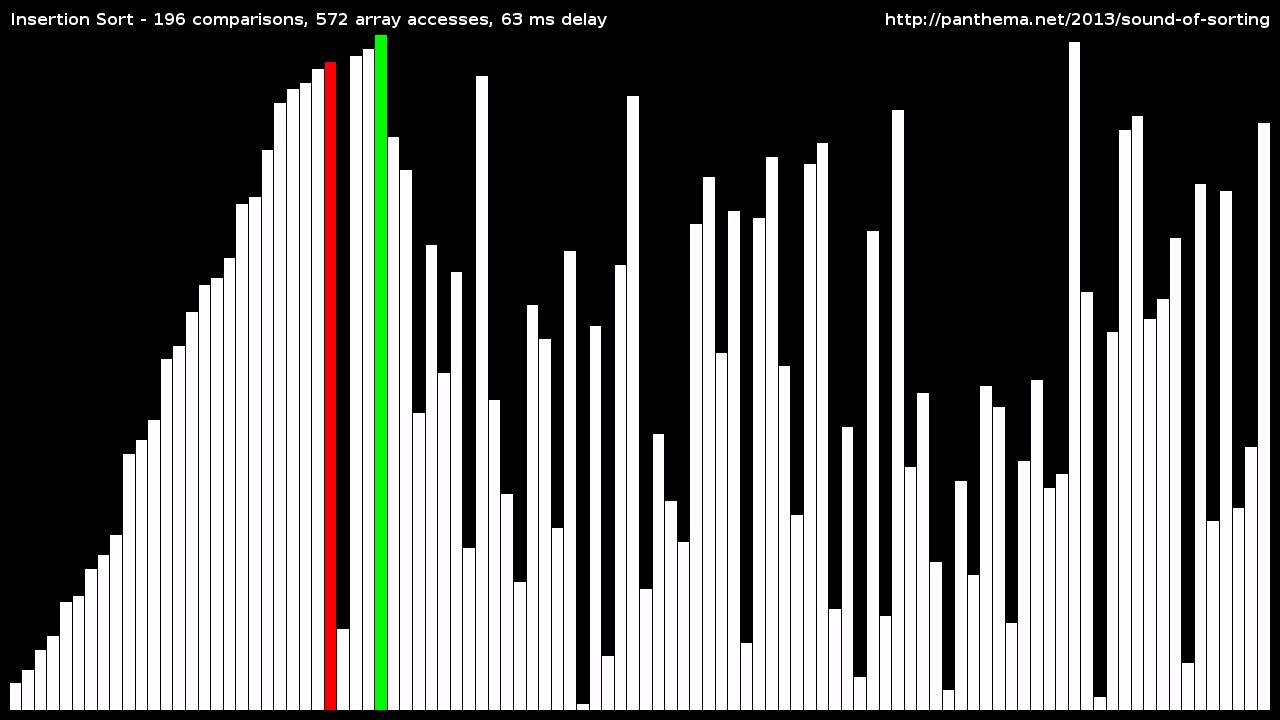 Insertion Sort - 196 comparisons, 572 array accesses, 63 ms delay
http://panthema.net/2013/sound-of-sorting